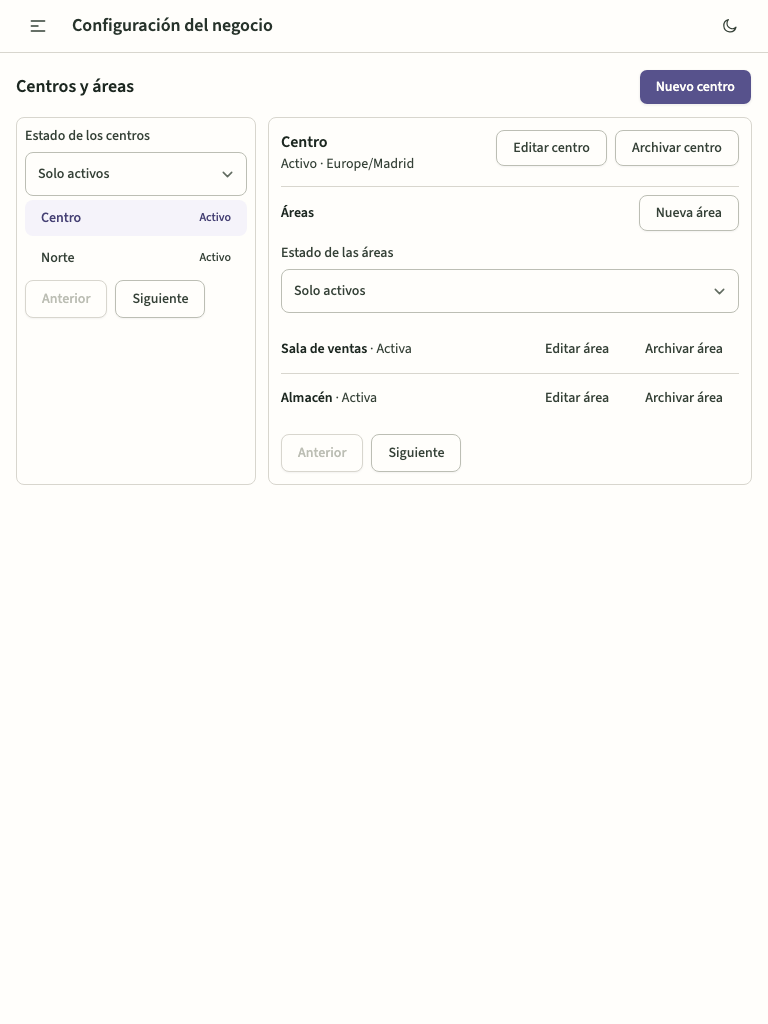 Configuración del negocio
Centros y áreas
Nuevo centro
Estado de los centros
Solo activos
Centro Activo
Norte Activo
Anterior Siguiente
Centro
Activo · Europe/Madrid
Editar centro Archivar centro
Áreas
Nueva área
Estado de las áreas
Solo activos
Sala de ventas · Activa Editar área Archivar área
Almacén · Activa Editar área Archivar área
Anterior Siguiente